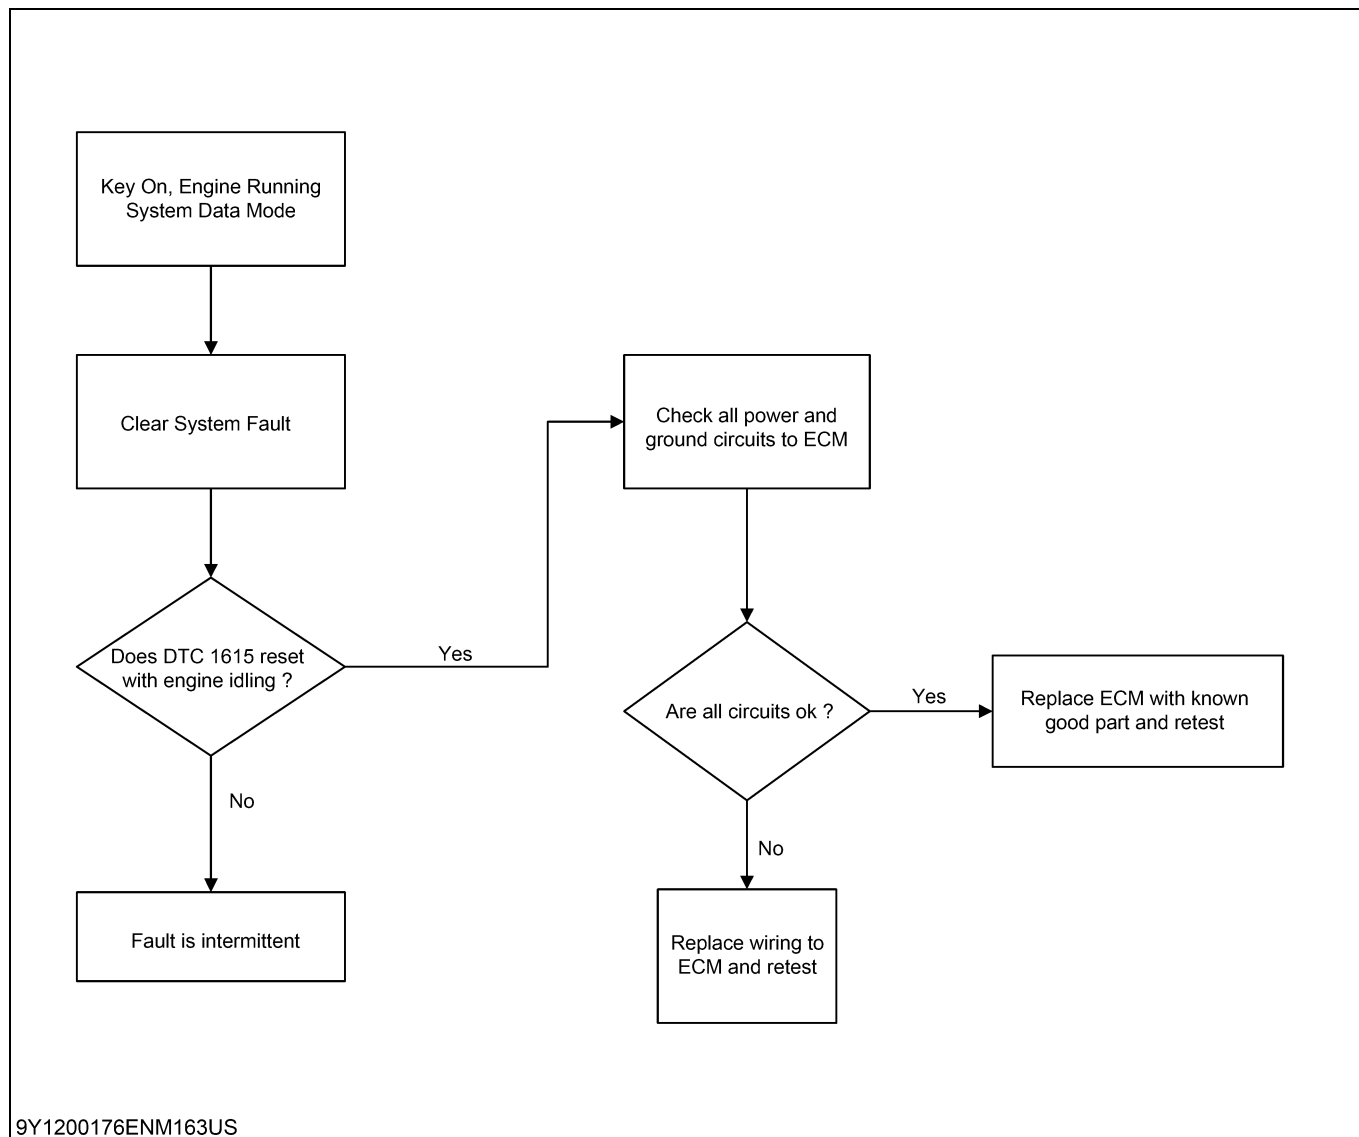 Key On, Engine Running
System Data Mode
Clear System Fault
Does DTC 1615 reset
with engine idling ?
Yes
No
Fault is intermittent
Check all power and
ground circuits to ECM
Are all circuits ok ?
Yes
Replace ECM with known
good part and retest
No
Replace wiring to
ECM and retest
9Y1200176ENM163US